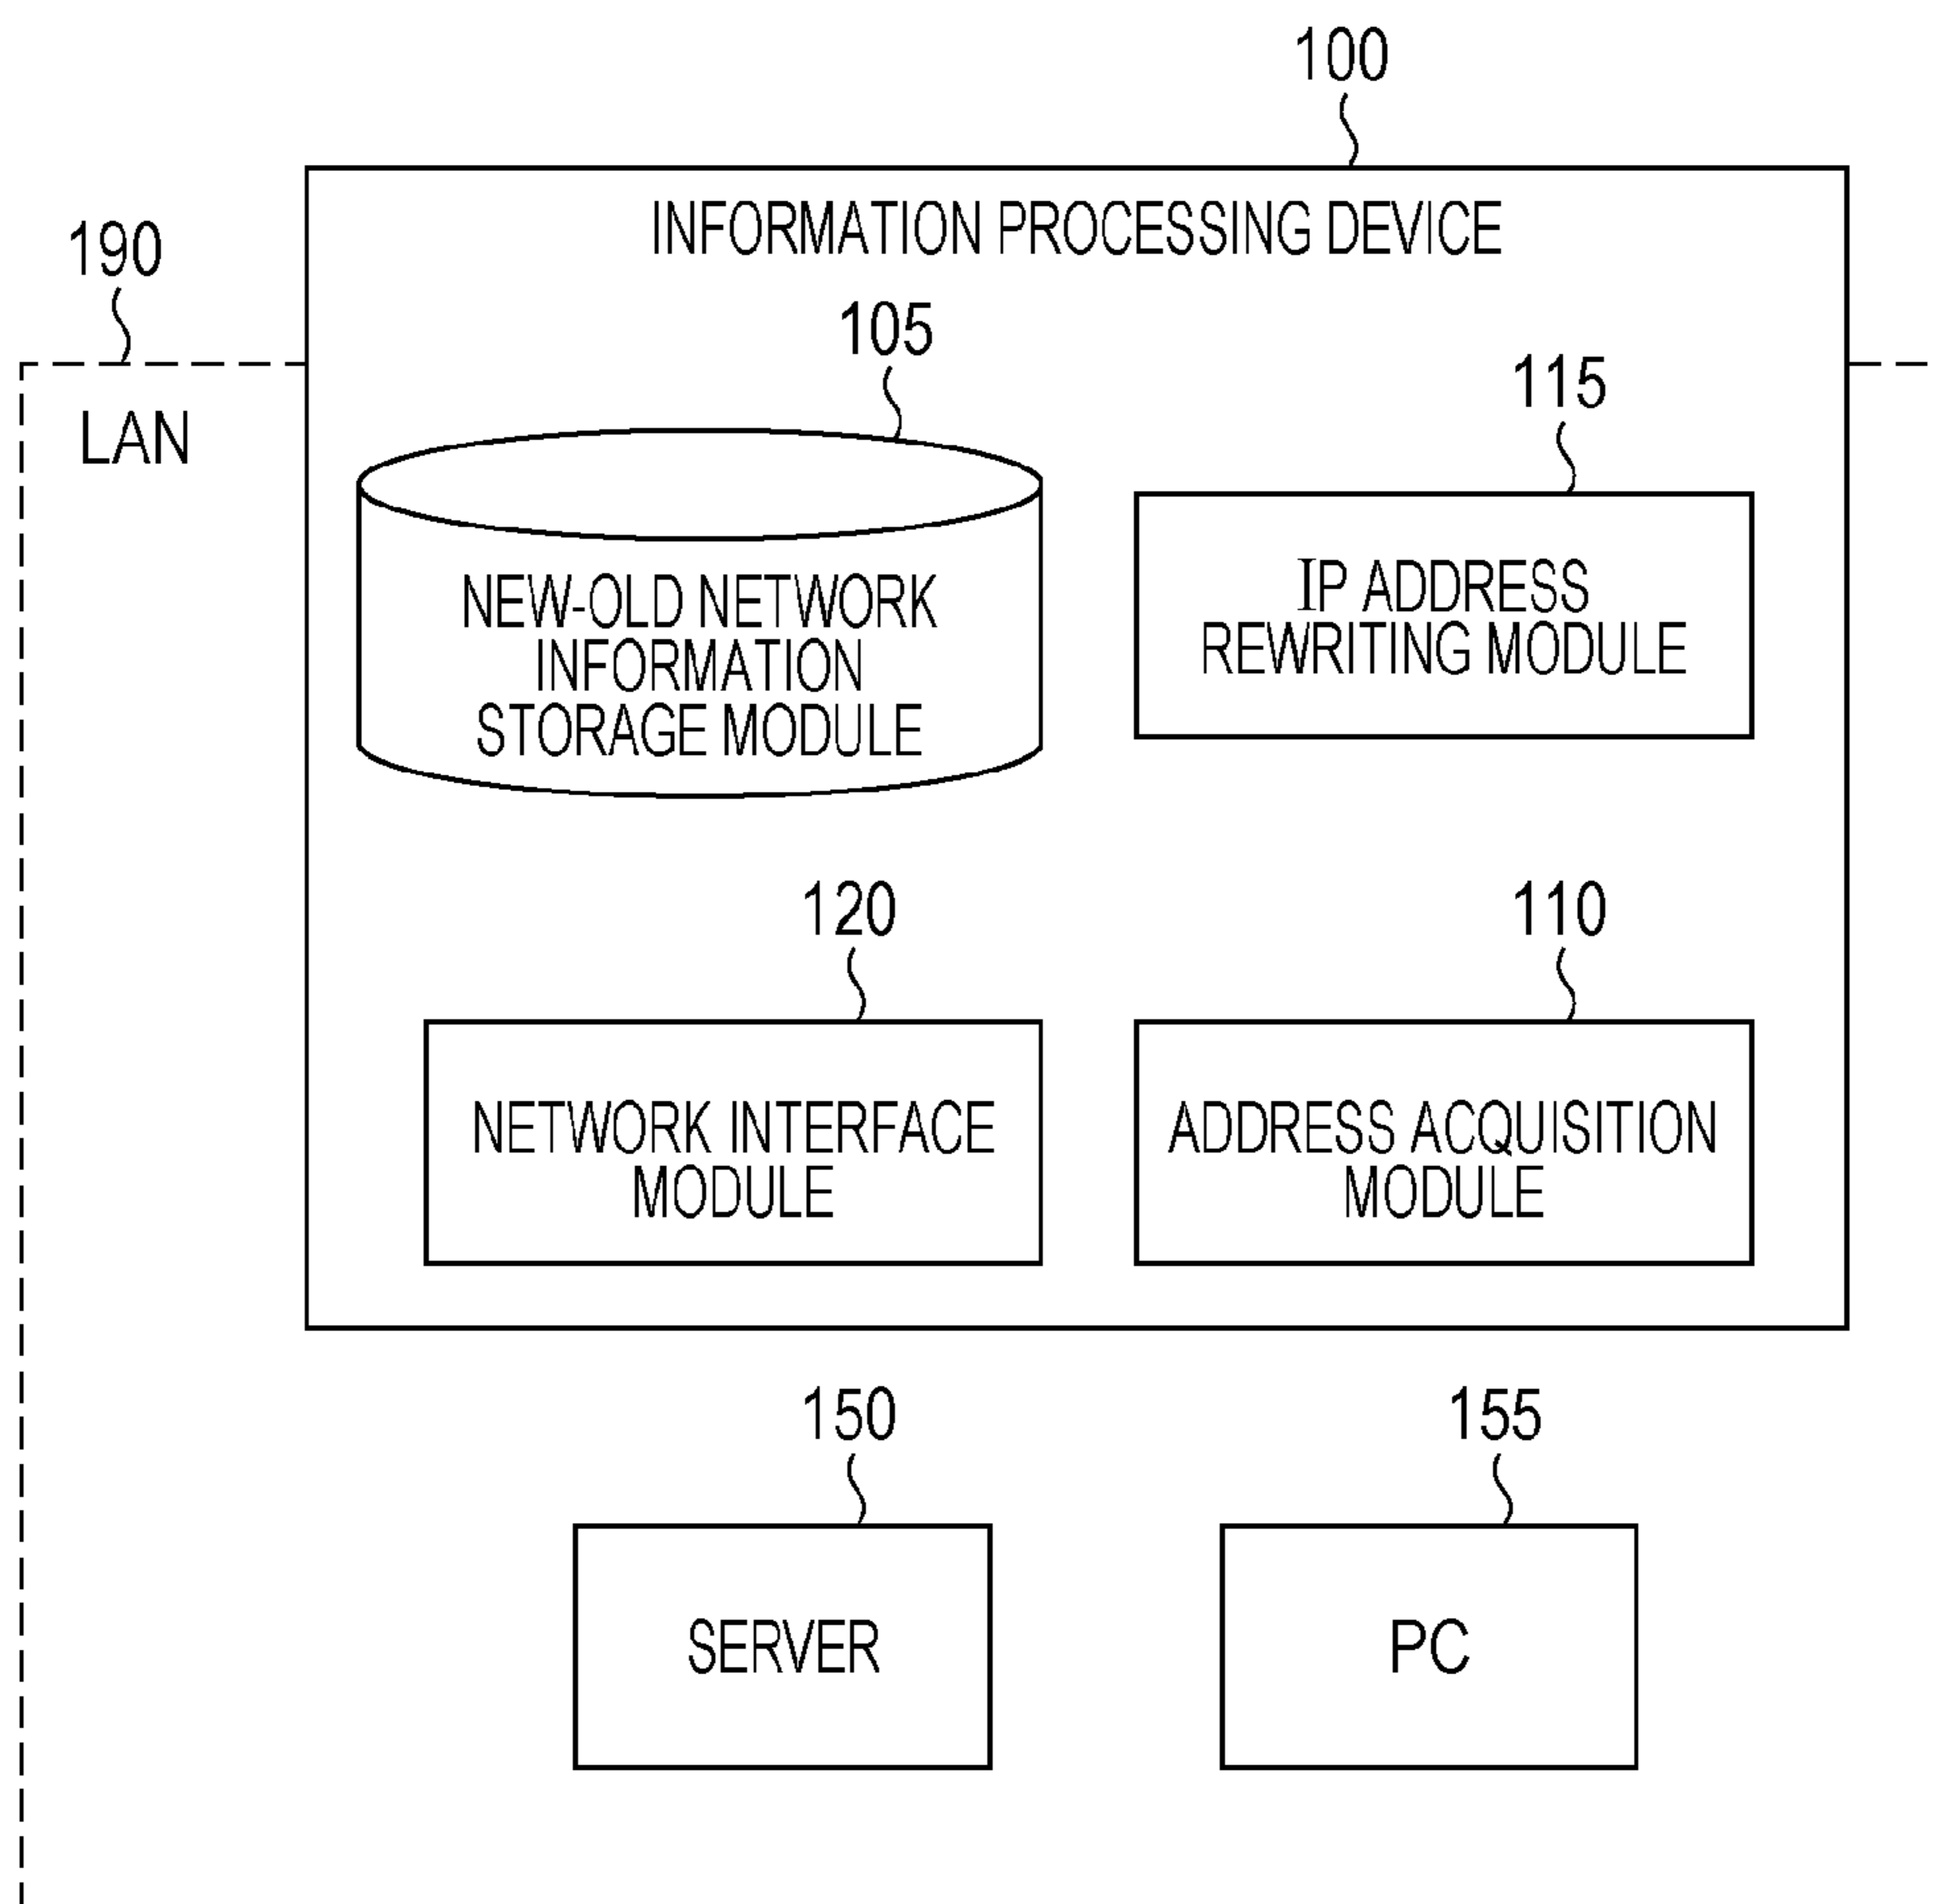 100
INFORMATION PROCESSING DEVICE
190
105
115
LAN
NEW-OLD NETWORK
INFORMATION
STORAGE MODULE
IP ADDRESS
REWRITING MODULE
120
110
NETWORK INTERFACE
MODULE
ADDRESS ACQUISITION
MODULE
150
155
SERVER
PC